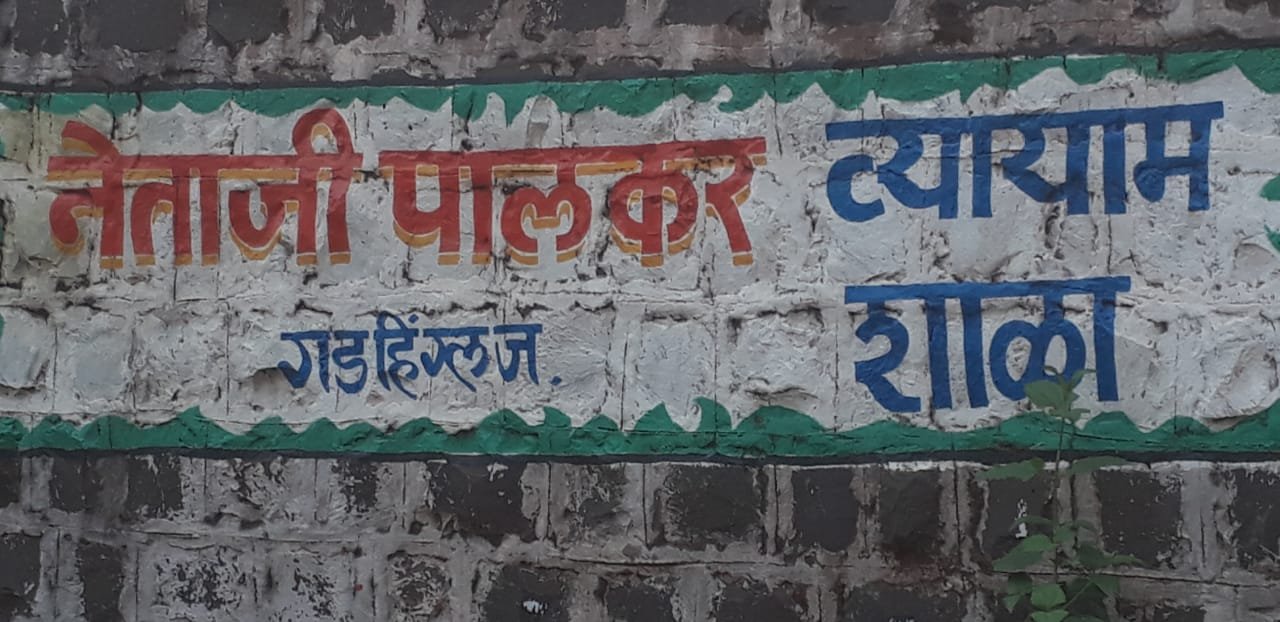 नेताजी पालकर व्यायाम
शाळा
गडहिंग्लज.